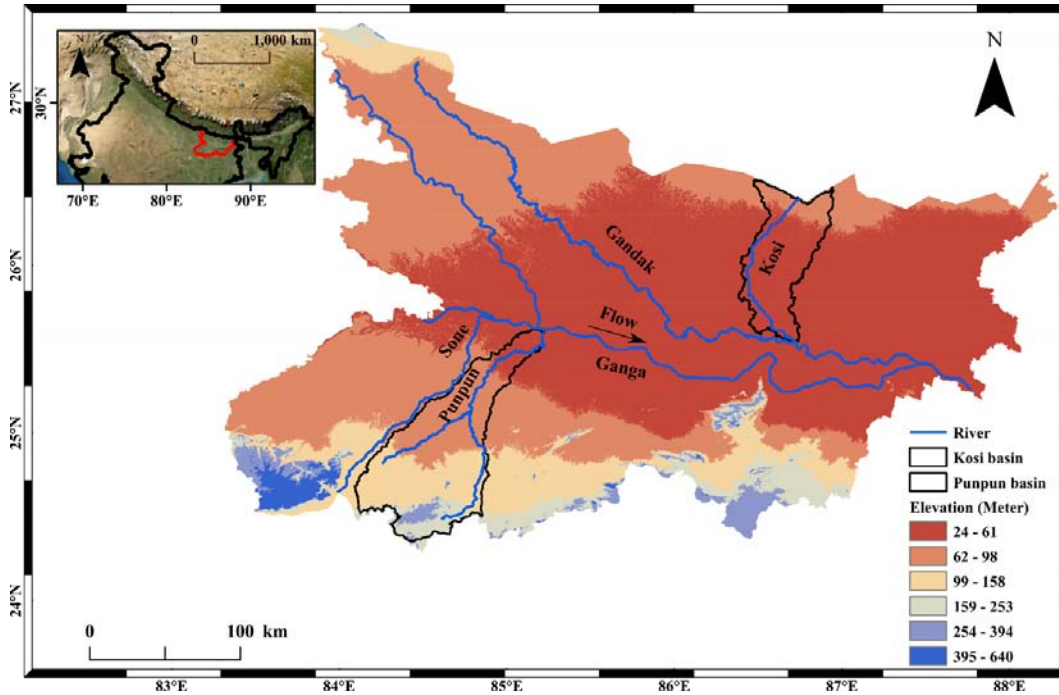 N
0 1,000 km
30°N
70°E 80°E 90°E
N
27°N
26°N
25°N
24°N
Gandak
Kosi
Flow
Sone
Ganga
Punpun
River
Kosi basin
Punpun basin
Elevation (Meter)
24 - 61
62 - 98
99 - 158
159 - 253
254 - 394
395 - 640
0 100 km
83°E 84°E 85°E 86°E 87°E 88°E